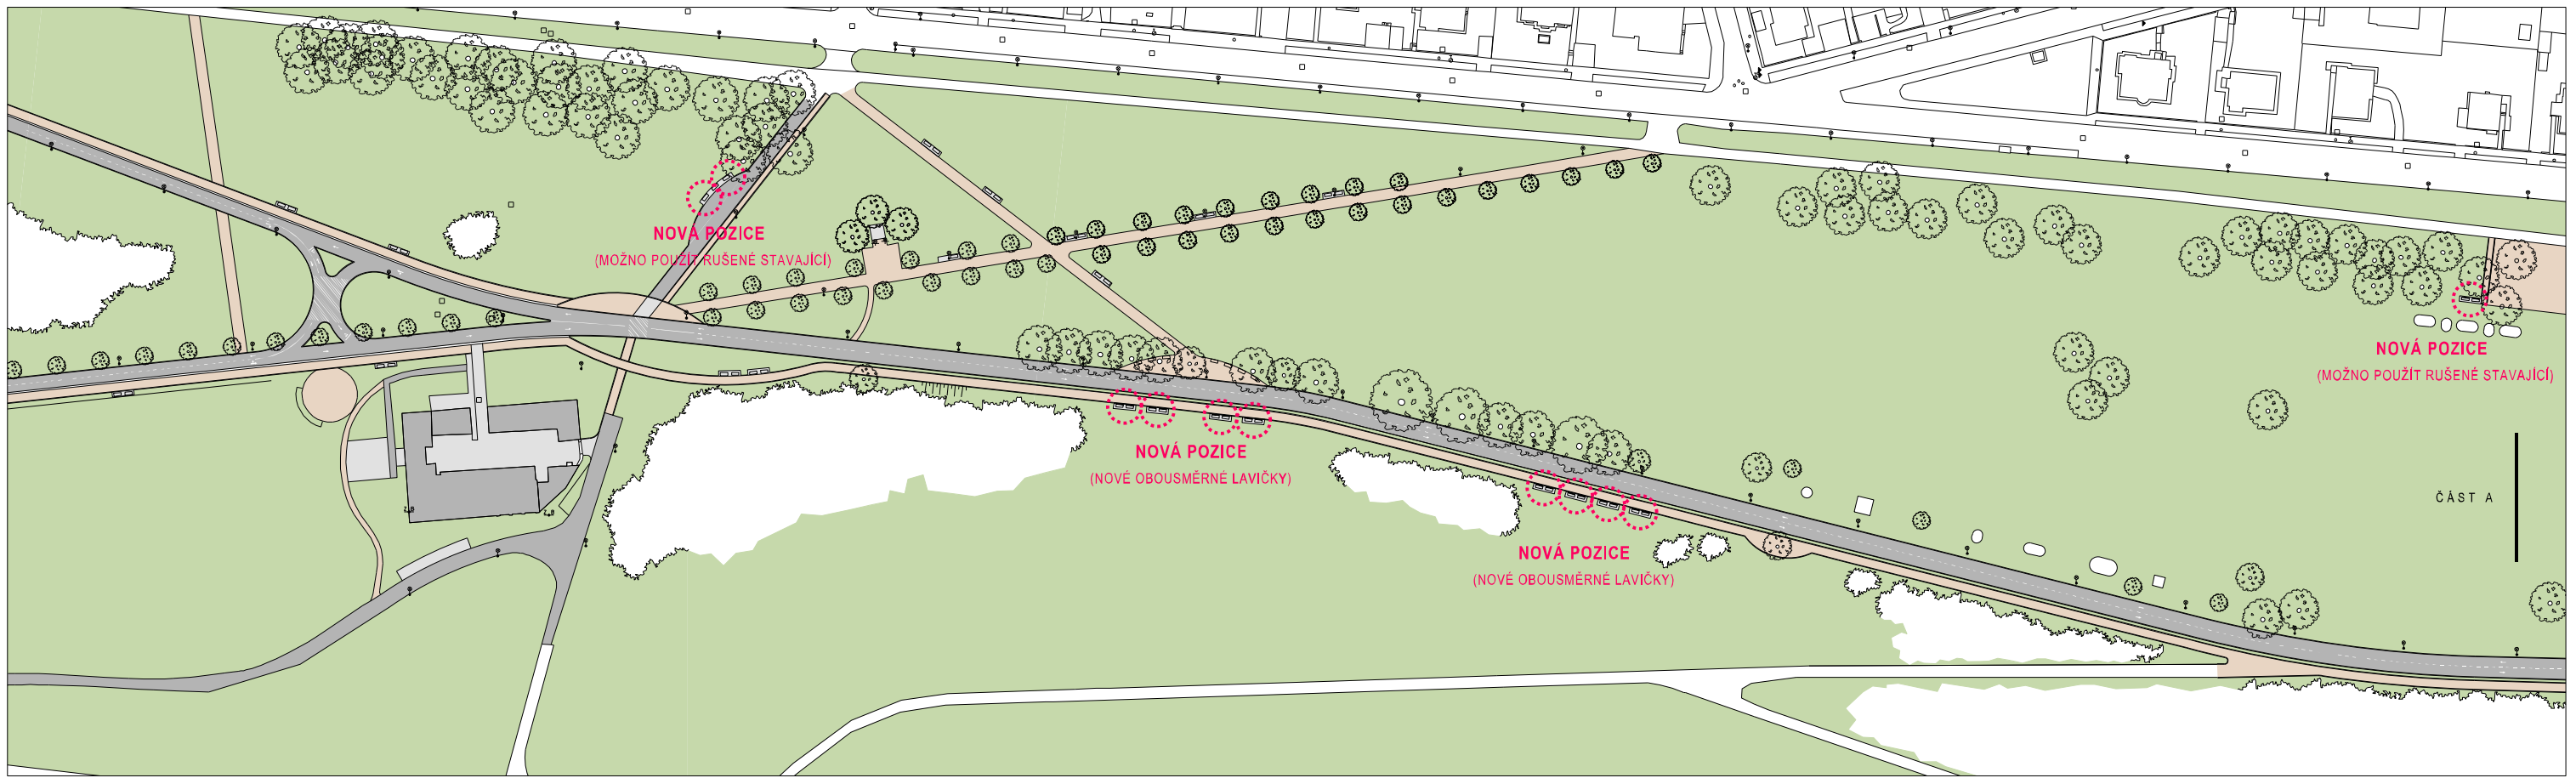 NOVÁ POZICE
(MOŽNO POUŽÍT RUŠENÉ STAVAJÍCÍ)
NOVÁ POZICE
(MOŽNO POUŽÍT RUŠENÉ STAVAJÍCÍ)
NOVÁ POZICE
(NOVÉ OBOUSMĚRNÉ LAVIČKY)
ČÁST A
NOVÁ POZICE
(NOVÉ OBOUSMĚRNÉ LAVIČKY)